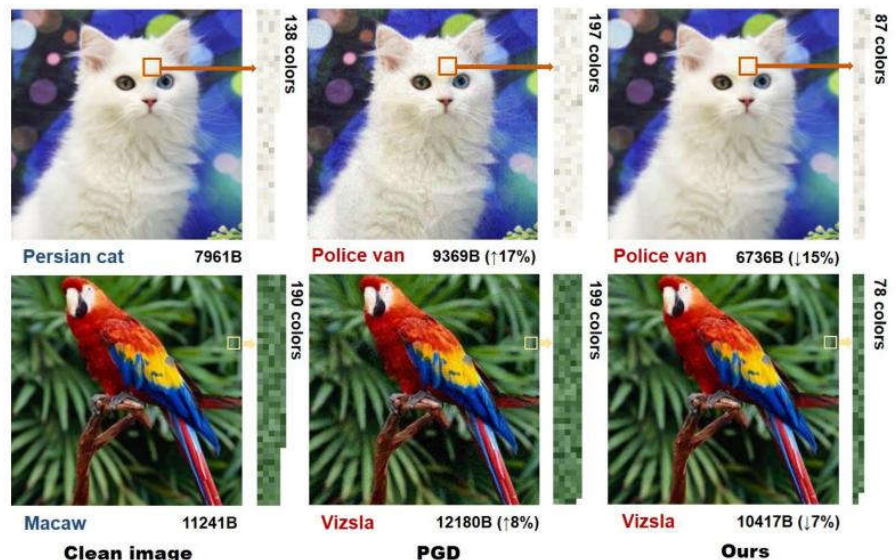 138 colors
197 colors
87 colors
Persian cat 7961B
Police van 9369B (↑17%)
Police van 6736B (↓15%)
190 colors
199 colors
78 colors
Macaw 11241B
Vizsla 12180B (↑8%)
Vizsla 10417B (↓7%)
Clean image
PGD
Ours